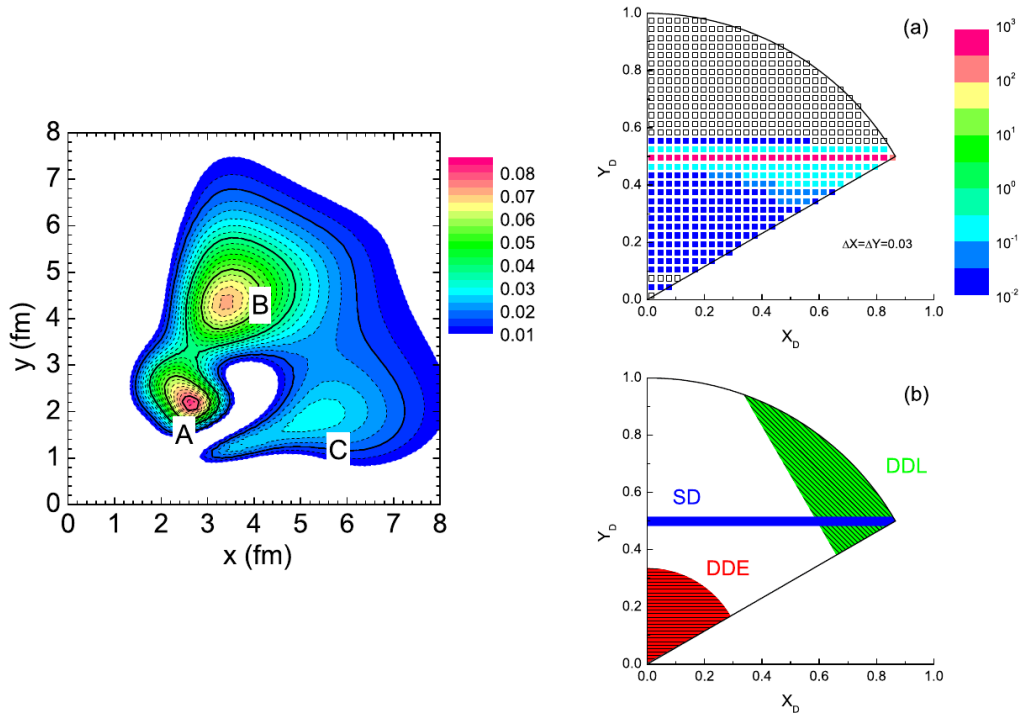 8
7
6
5
4
3
2
1
0
y (fm)
0 1 2 3 4 5 6 7 8
x (fm)
A
B
C
0.08
0.07
0.06
0.05
0.04
0.03
0.02
0.01
(a)
1.0
0.8
0.6
0.4
0.2
0.0
Y_D
0.0 0.2 0.4 0.6 0.8 1.0
X_D
ΔX=ΔY=0.03
10^3
10^2
10^1
10^0
10^-1
10^-2
(b)
1.0
0.8
0.6
0.4
0.2
0.0
Y_D
DDL
SD
DDE
0.0 0.2 0.4 0.6 0.8 1.0
X_D